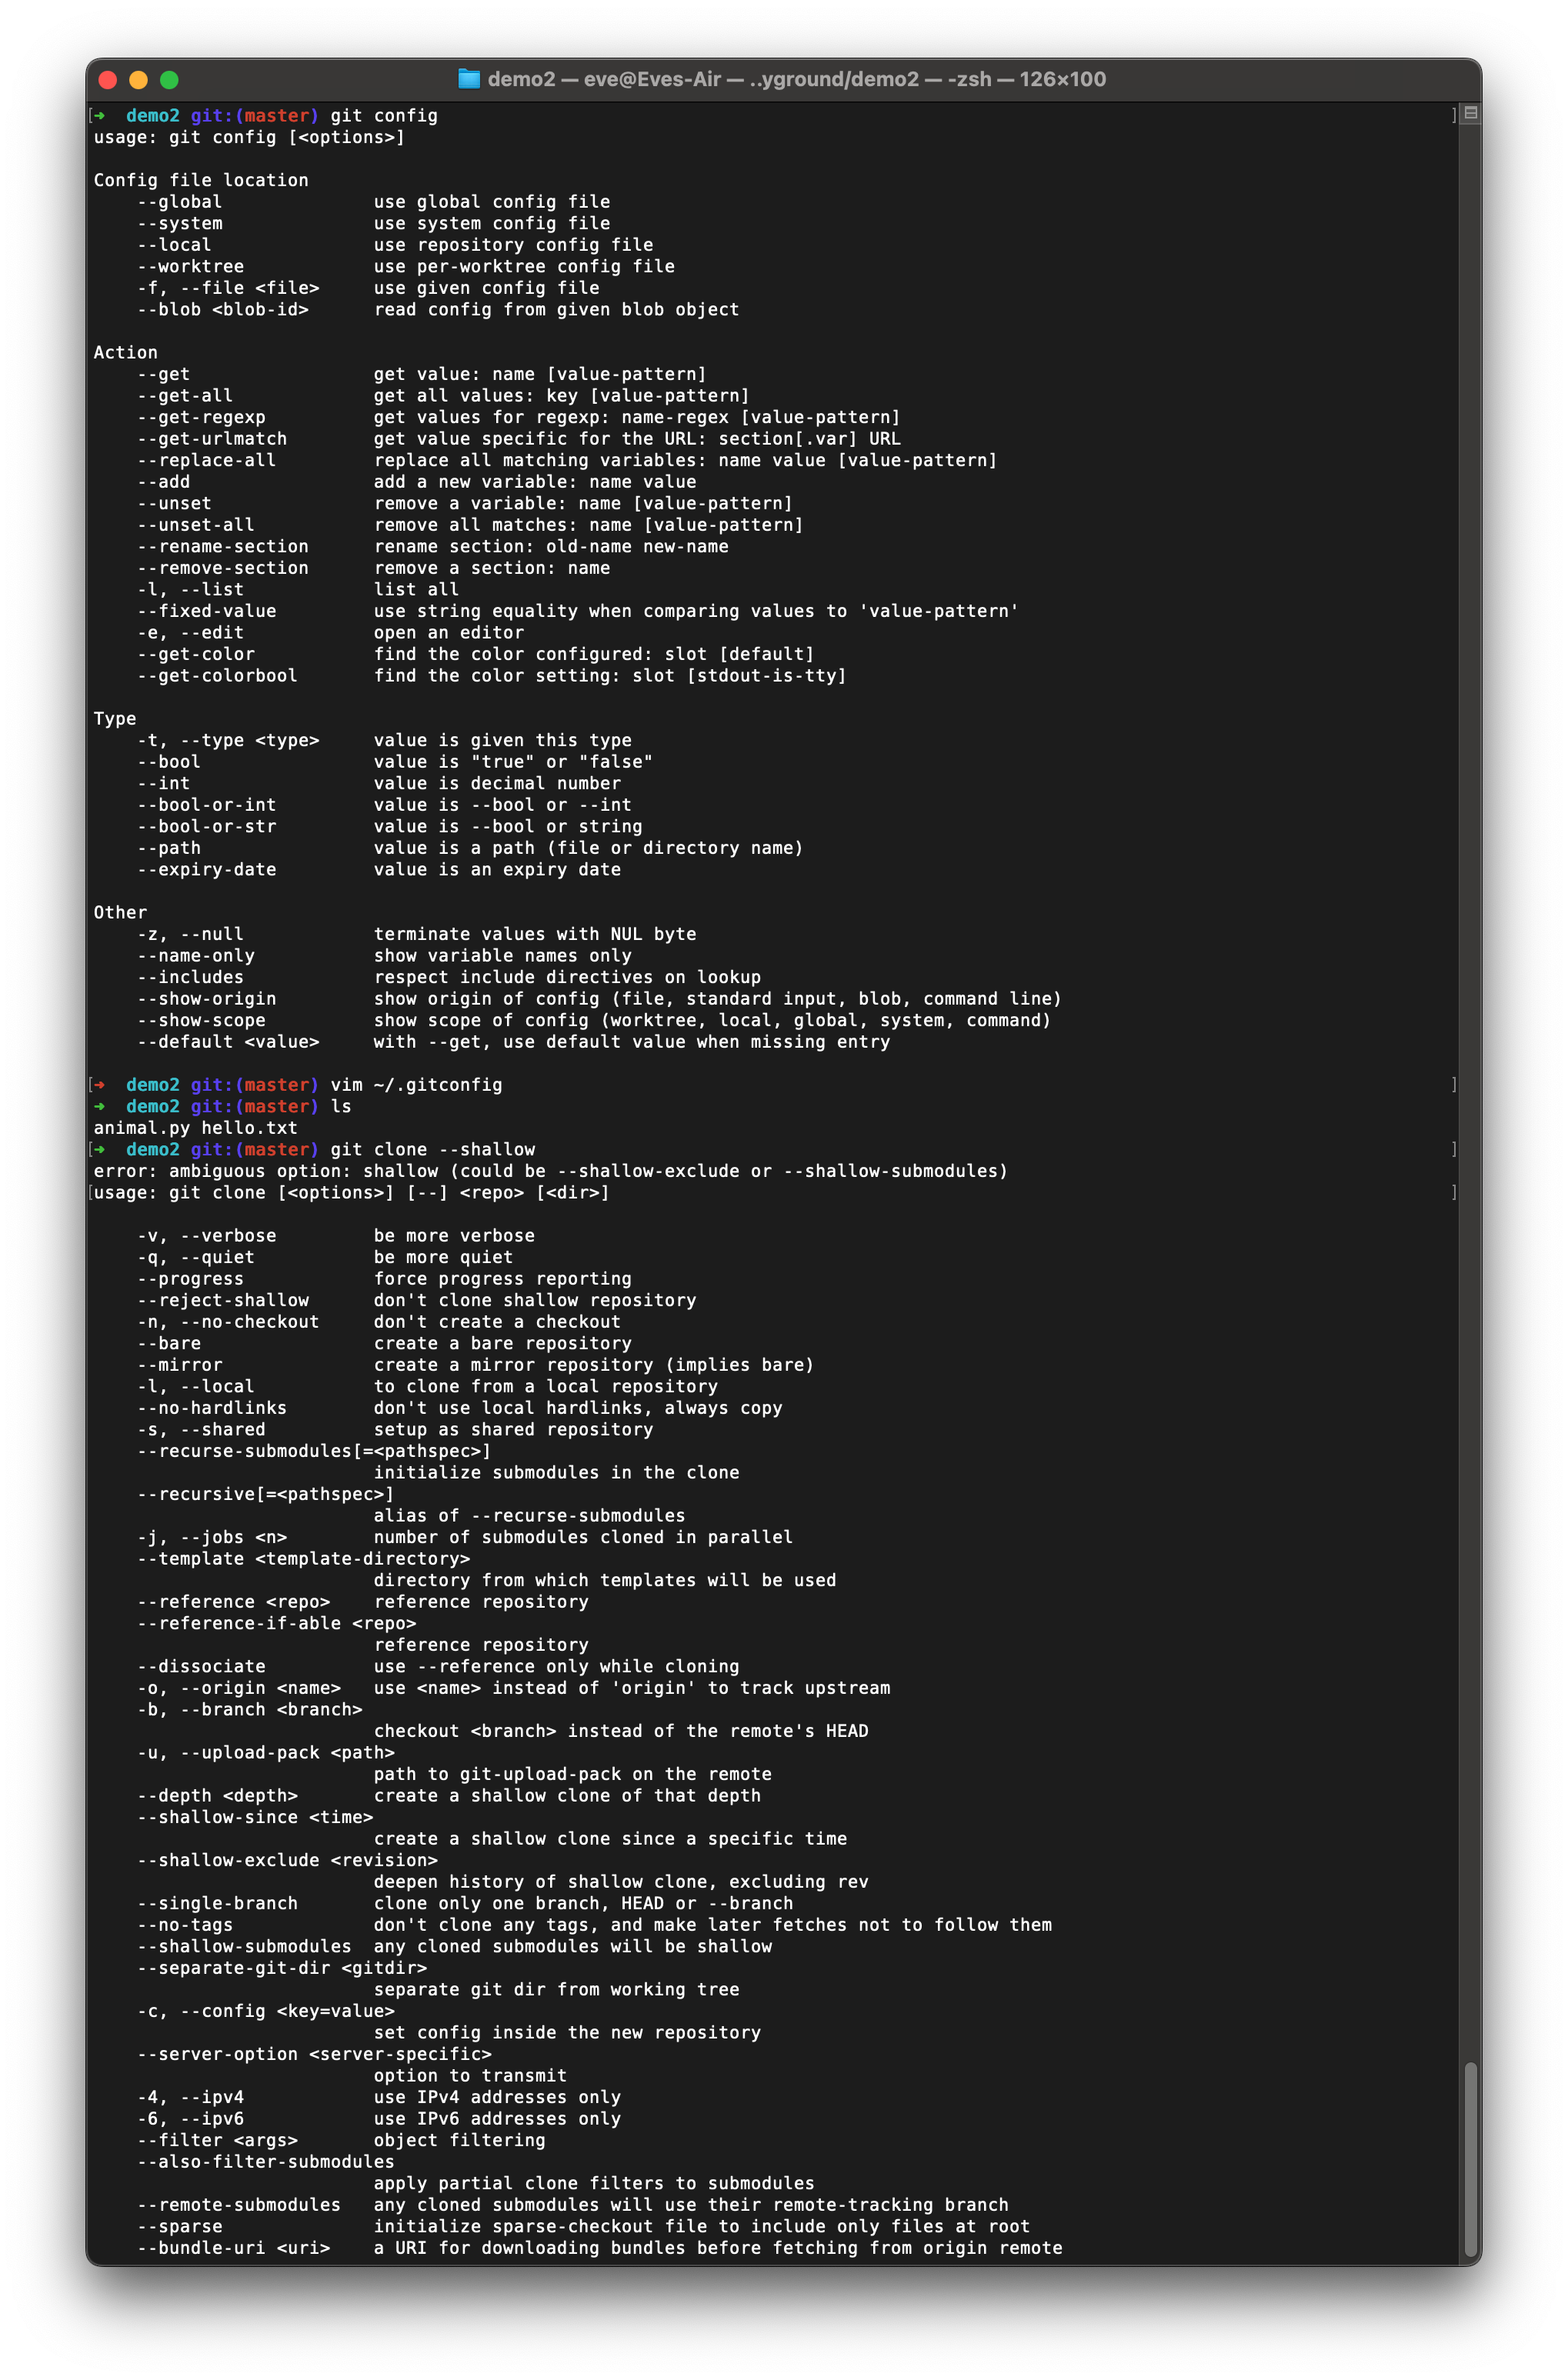 demo2 — eve@Eves-Air — ..yground/demo2 — -zsh — 126×100
[➜  demo2 git:(master) git config ]
usage: git config [<options>]

Config file location
    --global              use global config file
    --system              use system config file
    --local               use repository config file
    --worktree            use per-worktree config file
    -f, --file <file>     use given config file
    --blob <blob-id>      read config from given blob object

Action
    --get                 get value: name [value-pattern]
    --get-all             get all values: key [value-pattern]
    --get-regexp          get values for regexp: name-regex [value-pattern]
    --get-urlmatch        get value specific for the URL: section[.var] URL
    --replace-all         replace all matching variables: name value [value-pattern]
    --add                 add a new variable: name value
    --unset               remove a variable: name [value-pattern]
    --unset-all           remove all matches: name [value-pattern]
    --rename-section      rename section: old-name new-name
    --remove-section      remove a section: name
    -l, --list            list all
    --fixed-value         use string equality when comparing values to 'value-pattern'
    -e, --edit            open an editor
    --get-color           find the color configured: slot [default]
    --get-colorbool       find the color setting: slot [stdout-is-tty]

Type
    -t, --type <type>     value is given this type
    --bool                value is "true" or "false"
    --int                 value is decimal number
    --bool-or-int         value is --bool or --int
    --bool-or-str         value is --bool or string
    --path                value is a path (file or directory name)
    --expiry-date         value is an expiry date

Other
    -z, --null            terminate values with NUL byte
    --name-only           show variable names only
    --includes            respect include directives on lookup
    --show-origin         show origin of config (file, standard input, blob, command line)
    --show-scope          show scope of config (worktree, local, global, system, command)
    --default <value>     with --get, use default value when missing entry

[➜  demo2 git:(master) vim ~/.gitconfig ]
➜  demo2 git:(master) ls
animal.py hello.txt
[➜  demo2 git:(master) git clone --shallow ]
error: ambiguous option: shallow (could be --shallow-exclude or --shallow-submodules)
[usage: git clone [<options>] [--] <repo> [<dir>] ]

    -v, --verbose         be more verbose
    -q, --quiet           be more quiet
    --progress            force progress reporting
    --reject-shallow      don't clone shallow repository
    -n, --no-checkout     don't create a checkout
    --bare                create a bare repository
    --mirror              create a mirror repository (implies bare)
    -l, --local           to clone from a local repository
    --no-hardlinks        don't use local hardlinks, always copy
    -s, --shared          setup as shared repository
    --recurse-submodules[=<pathspec>]
                          initialize submodules in the clone
    --recursive[=<pathspec>]
                          alias of --recurse-submodules
    -j, --jobs <n>        number of submodules cloned in parallel
    --template <template-directory>
                          directory from which templates will be used
    --reference <repo>    reference repository
    --reference-if-able <repo>
                          reference repository
    --dissociate          use --reference only while cloning
    -o, --origin <name>   use <name> instead of 'origin' to track upstream
    -b, --branch <branch>
                          checkout <branch> instead of the remote's HEAD
    -u, --upload-pack <path>
                          path to git-upload-pack on the remote
    --depth <depth>       create a shallow clone of that depth
    --shallow-since <time>
                          create a shallow clone since a specific time
    --shallow-exclude <revision>
                          deepen history of shallow clone, excluding rev
    --single-branch       clone only one branch, HEAD or --branch
    --no-tags             don't clone any tags, and make later fetches not to follow them
    --shallow-submodules  any cloned submodules will be shallow
    --separate-git-dir <gitdir>
                          separate git dir from working tree
    -c, --config <key=value>
                          set config inside the new repository
    --server-option <server-specific>
                          option to transmit
    -4, --ipv4            use IPv4 addresses only
    -6, --ipv6            use IPv6 addresses only
    --filter <args>       object filtering
    --also-filter-submodules
                          apply partial clone filters to submodules
    --remote-submodules   any cloned submodules will use their remote-tracking branch
    --sparse              initialize sparse-checkout file to include only files at root
    --bundle-uri <uri>    a URI for downloading bundles before fetching from origin remote